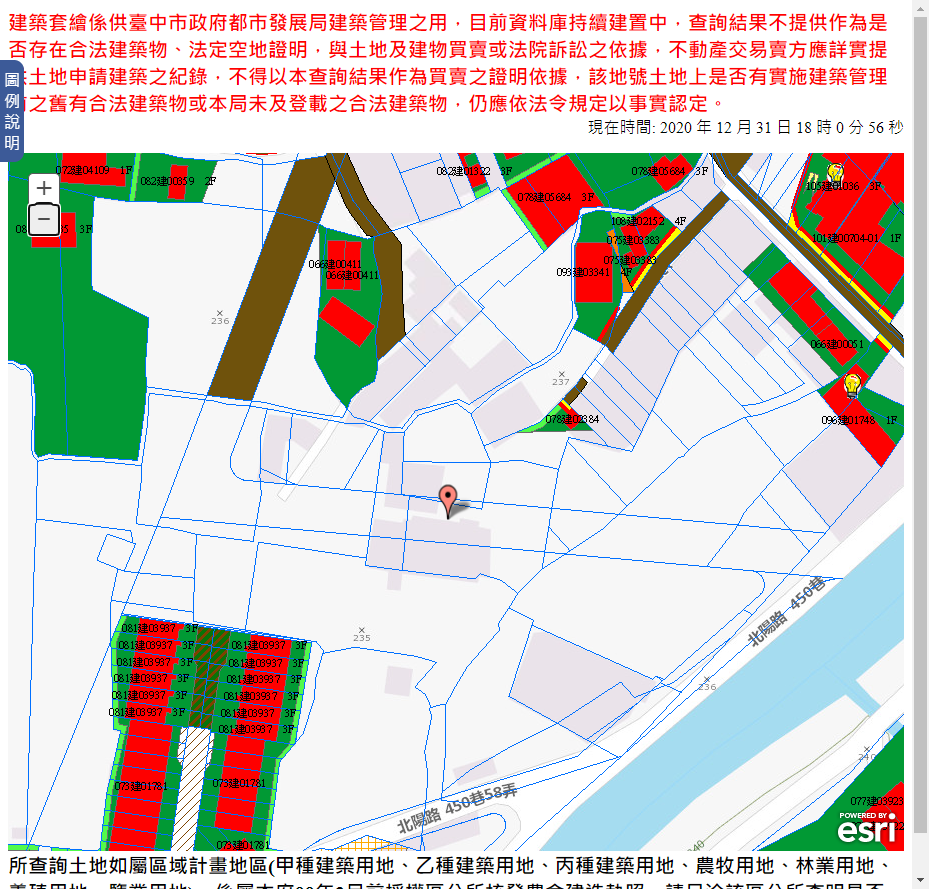 建築套繪係供臺中市政府都市發展局建築管理之用，目前資料庫持續建置中，查詢結果不提供作為是
否存在合法建築物、法定空地證明，與土地及建物買賣或法院訴訟之依據，不動產交易賣方應詳實提
土地申請建築之紀錄，不得以本查詢結果作為買賣之證明依據，該地號土地上是否有實施建築管理
之舊有合法建築物或本局未及登載之合法建築物，仍應依法令規定以事實認定。
圖例說明
現在時間: 2020 年 12 月 31 日 18 時 0 分 56 秒
072建04109 1F
082建00359 2F
082建01322 3F
078建03684 3F
078建03684 3F
105建01036 3F
+
−
3F
108建02152 4F
075建03383
075建03383
101建00704-01 1F
066建00411
066建00411
093建03341 4F
236
066建00051
237
078建02384
096建01748 1F
北陽路 450巷
081建03937 3F
081建03937 3F
081建03937 3F
081建03937 3F
081建03937 3F
081建03937 3F
081建03937 3F
081建03937 3F
081建03937 3F
081建03937 3F
081建03937 3F
081建03937 3F
235
236
240
073建01781
073建01781
073建01781
077建03923
北陽路 450巷58弄
240
POWERED BY
esri
所查詢土地如屬區域計畫地區(甲種建築用地、乙種建築用地、丙種建築用地、農牧用地、林業用地、